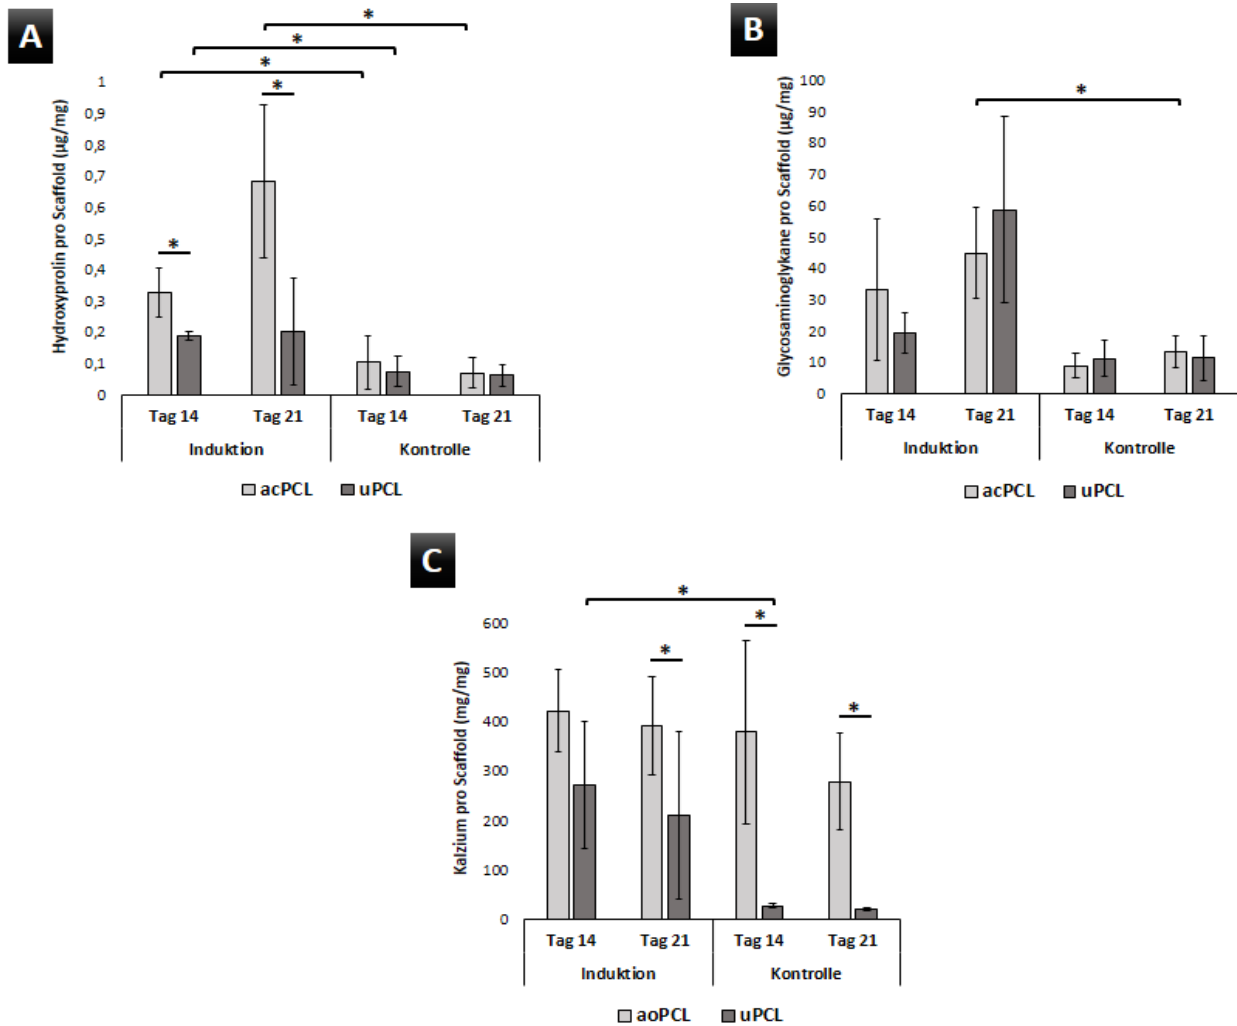 A
*
*
*
*
*
Hydroxyprolin pro Scaffold (µg/mg)
1
0,9
0,8
0,7
0,6
0,5
0,4
0,3
0,2
0,1
0
Tag 14 Tag 21 Tag 14 Tag 21
Induktion Kontrolle
acPCL uPCL
B
*
Glycosaminoglykane pro Scaffold (µg/mg)
100
90
80
70
60
50
40
30
20
10
0
Tag 14 Tag 21 Tag 14 Tag 21
Induktion Kontrolle
acPCL uPCL
C
*
*
*
*
Kalzium pro Scaffold (mg/mg)
600
500
400
300
200
100
0
Tag 14 Tag 21 Tag 14 Tag 21
Induktion Kontrolle
aoPCL uPCL